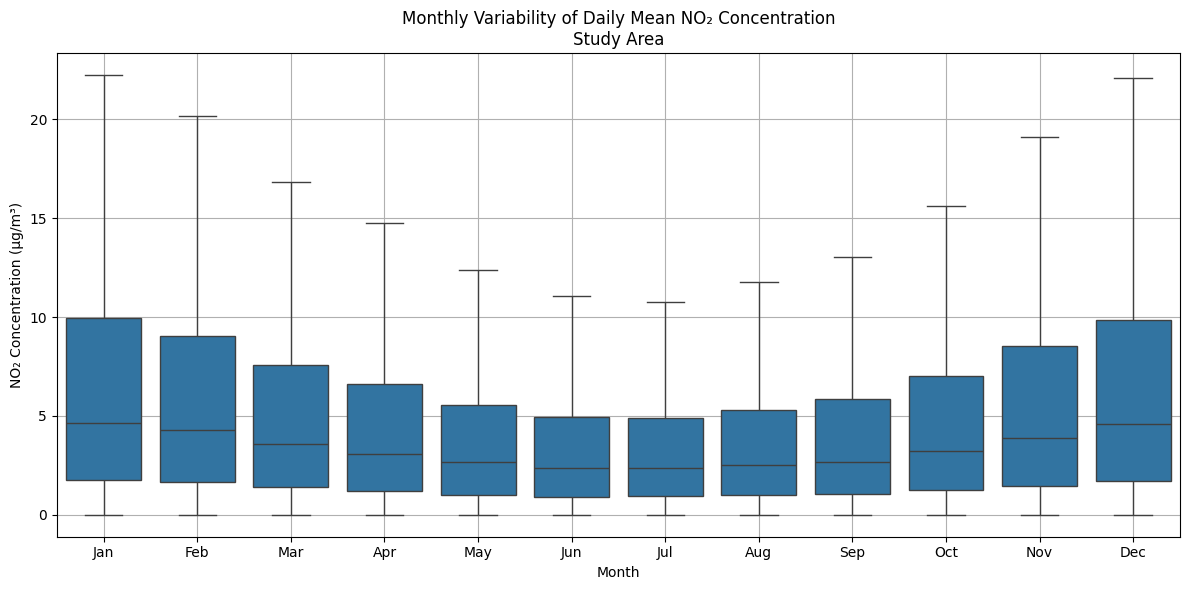 Monthly Variability of Daily Mean NO₂ Concentration
Study Area
NO₂ Concentration (µg/m³)
20
15
10
5
0
Jan Feb Mar Apr May Jun Jul Aug Sep Oct Nov Dec
Month